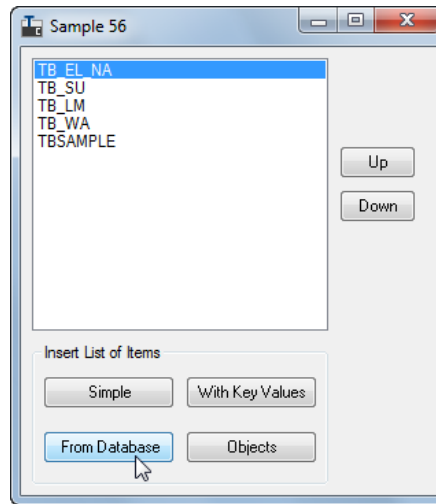 Sample 56
TB_EL_NA
TB_SU
TB_LM
TB_WA
TBSAMPLE
Up
Down
Insert List of Items
Simple
With Key Values
From Database
Objects